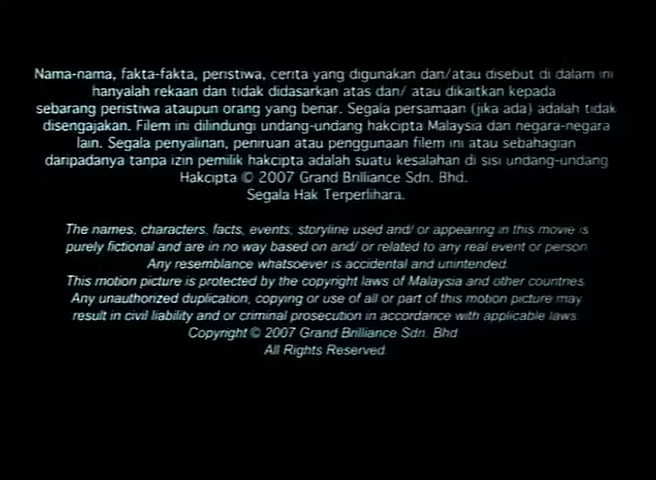 Nama-nama, fakta-fakta, peristiwa, cerita yang digunakan dan/atau disebut di dalam ini
hanyalah rekaan dan tidak didasarkan atas dan/ atau dikaitkan kepada
sebarang peristiwa ataupun orang yang benar. Segala persamaan (jika ada) adalah tidak
disengajakan. Filem ini dilindungi undang-undang hakcipta Malaysia dan negara-negara
lain. Segala penyalinan, peniruan atau penggunaan filem ini atau sebahagian
daripadanya tanpa izin pemilik hakcipta adalah suatu kesalahan di sisi undang-undang
Hakcipta © 2007 Grand Brilliance Sdn. Bhd.
Segala Hak Terperlihara.
The names, characters, facts, events, storyline used and/ or appearing in this movie is
purely fictional and are in no way based on and/ or related to any real event or person
Any resemblance whatsoever is accidental and unintended.
This motion picture is protected by the copyright laws of Malaysia and other countries
Any unauthorized duplication, copying or use of all or part of this motion picture may
result in civil liability and or criminal prosecution in accordance with applicable laws
Copyright © 2007 Grand Brilliance Sdn. Bhd
All Rights Reserved